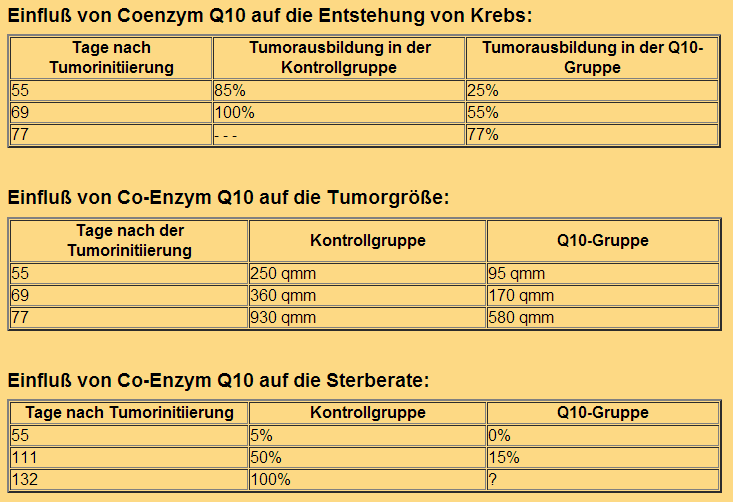 Einfluß von Coenzym Q10 auf die Entstehung von Krebs:
Tage nach Tumorausbildung in der Tumorausbildung in der Q10-
Tumorinitiierung Kontrollgruppe Gruppe
55 85% 25%
69 100% 55%
77 - - - 77%
Einfluß von Co-Enzym Q10 auf die Tumorgröße:
Tage nach der
Tumorinitiierung Kontrollgruppe Q10-Gruppe
55 250 qmm 95 qmm
69 360 qmm 170 qmm
77 930 qmm 580 qmm
Einfluß von Co-Enzym Q10 auf die Sterberate:
Tage nach Tumorinitiierung Kontrollgruppe Q10-Gruppe
55 5% 0%
111 50% 15%
132 100% ?